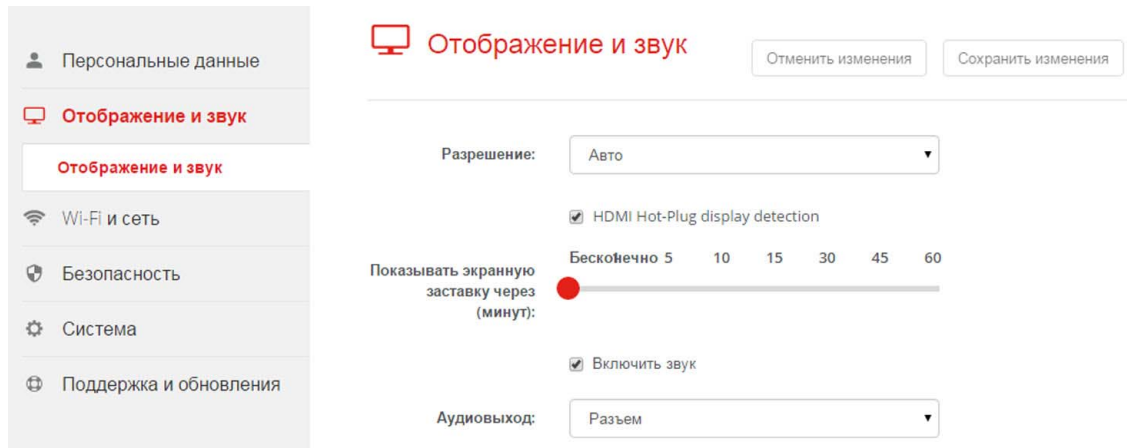 Персональные данные
Отображение и звук
Отображение и звук
Wi-Fi и сеть
Безопасность
Система
Поддержка и обновления
Отображение и звук
Отменить изменения
Сохранить изменения
Разрешение:
Авто
HDMI Hot-Plug display detection
Показывать экранную
заставку через
(минут):
Бесконечно 5 10 15 30 45 60
Включить звук
Аудиовыход:
Разъем